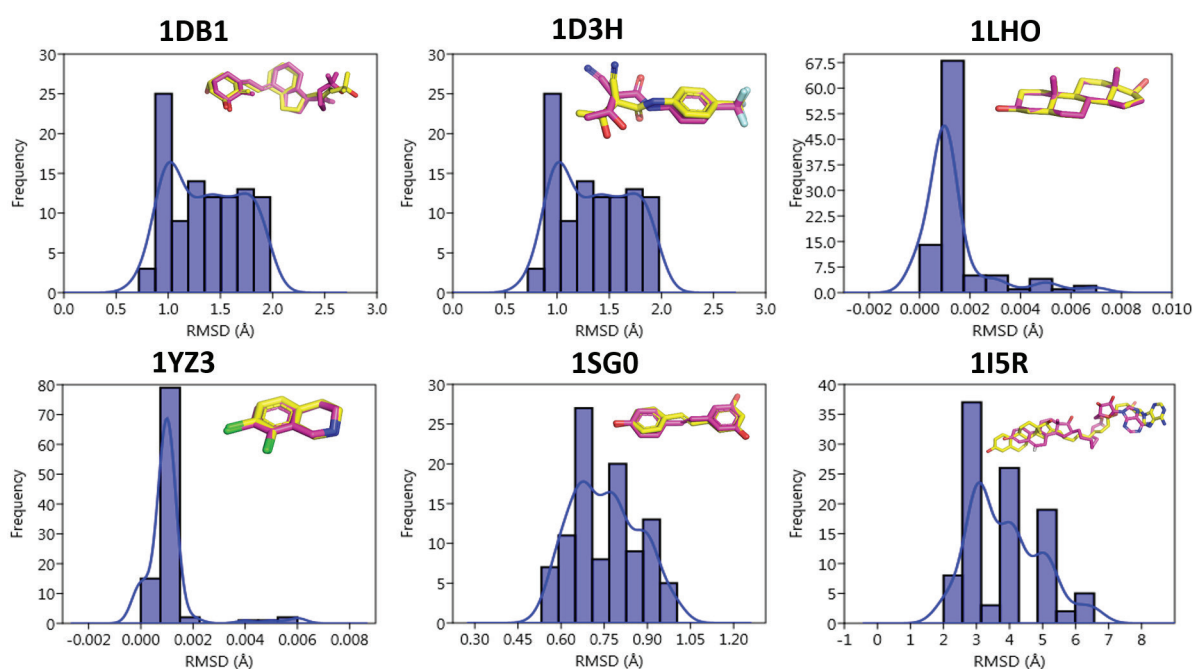 1DB1
30
25
20
15
10
5
0
Frequency
0.0 0.5 1.0 1.5 2.0 2.5 3.0
RMSD (Å)
1D3H
30
25
20
15
10
5
0
Frequency
0.0 0.5 1.0 1.5 2.0 2.5 3.0
RMSD (Å)
1LHO
67.5
60.0
52.5
45.0
37.5
30.0
22.5
15.0
7.5
0.0
Frequency
-0.002 0.000 0.002 0.004 0.006 0.008 0.010
RMSD (Å)
1YZ3
80
70
60
50
40
30
20
10
0
Frequency
-0.002 0.000 0.002 0.004 0.006 0.008
RMSD (Å)
1SG0
30
25
20
15
10
5
0
Frequency
0.30 0.45 0.60 0.75 0.90 1.05 1.20
RMSD (Å)
1I5R
40
35
30
25
20
15
10
5
0
Frequency
-1 0 1 2 3 4 5 6 7 8
RMSD (Å)